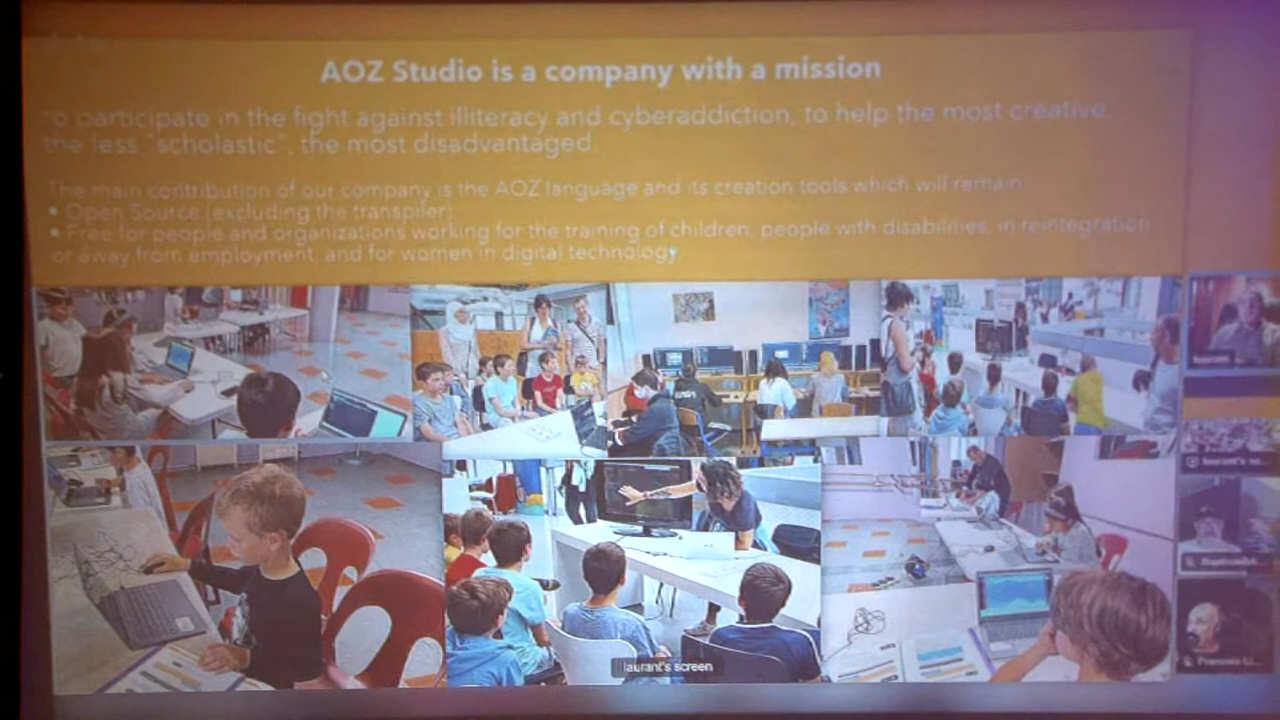 AOZ Studio is a company with a mission
to participate in the fight against illiteracy and cyberaddiction, to help the most creative,
the less "scholastic", the most disadvantaged.
The main contribution of our company is the AOZ language and its creation tools which will remain
• Open Source (excluding the transpiler)
• Free for people and organizations working for the training of children, people with disabilities, in reintegration
or away from employment, and for women in digital technology.
laurant's screen